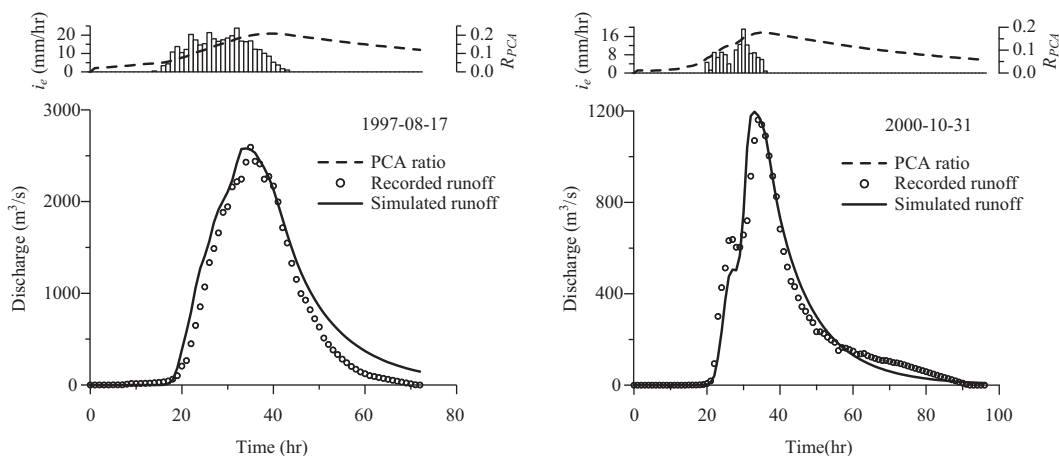 i_e (mm/hr)
20
10
0
0.2
0.1
0.0
R_PCA
3000
2000
1000
0
Discharge (m³/s)
1997-08-17
PCA ratio
Recorded runoff
Simulated runoff
0 20 40 60 80
Time (hr)
i_e (mm/hr)
16
8
0
0.2
0.1
0.0
R_PCA
1200
800
400
0
Discharge (m³/s)
2000-10-31
PCA ratio
Recorded runoff
Simulated runoff
0 20 40 60 80 100
Time(hr)